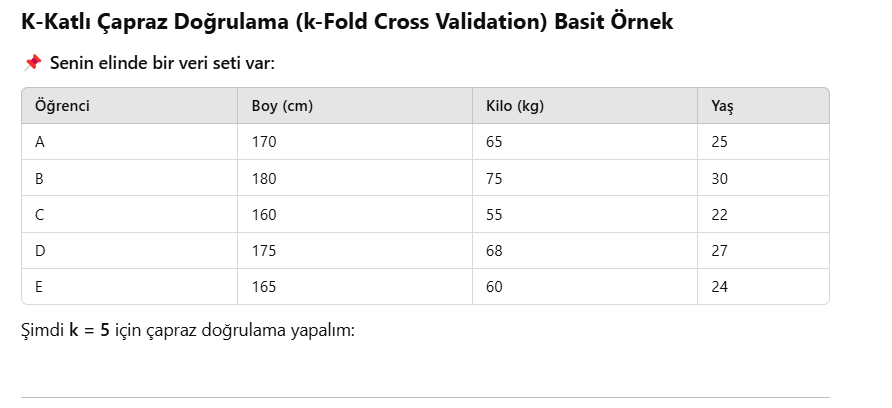 K-Katlı Çapraz Doğrulama (k-Fold Cross Validation) Basit Örnek
📌 Senin elinde bir veri seti var:
Öğrenci Boy (cm) Kilo (kg) Yaş
A 170 65 25
B 180 75 30
C 160 55 22
D 175 68 27
E 165 60 24
Şimdi k = 5 için çapraz doğrulama yapalım: